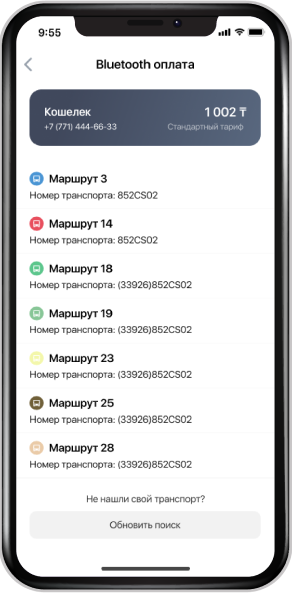 9:55
Bluetooth оплата
Кошелек 1 002 ₸
+7 (771) 444-66-33 Стандартный тариф
Маршрут 3
Номер транспорта: 852CS02
Маршрут 14
Номер транспорта: 852CS02
Маршрут 18
Номер транспорта: (33926)852CS02
Маршрут 19
Номер транспорта: (33926)852CS02
Маршрут 23
Номер транспорта: (33926)852CS02
Маршрут 25
Номер транспорта: (33926)852CS02
Маршрут 28
Номер транспорта: (33926)852CS02
Не нашли свой транспорт?
Обновить поиск